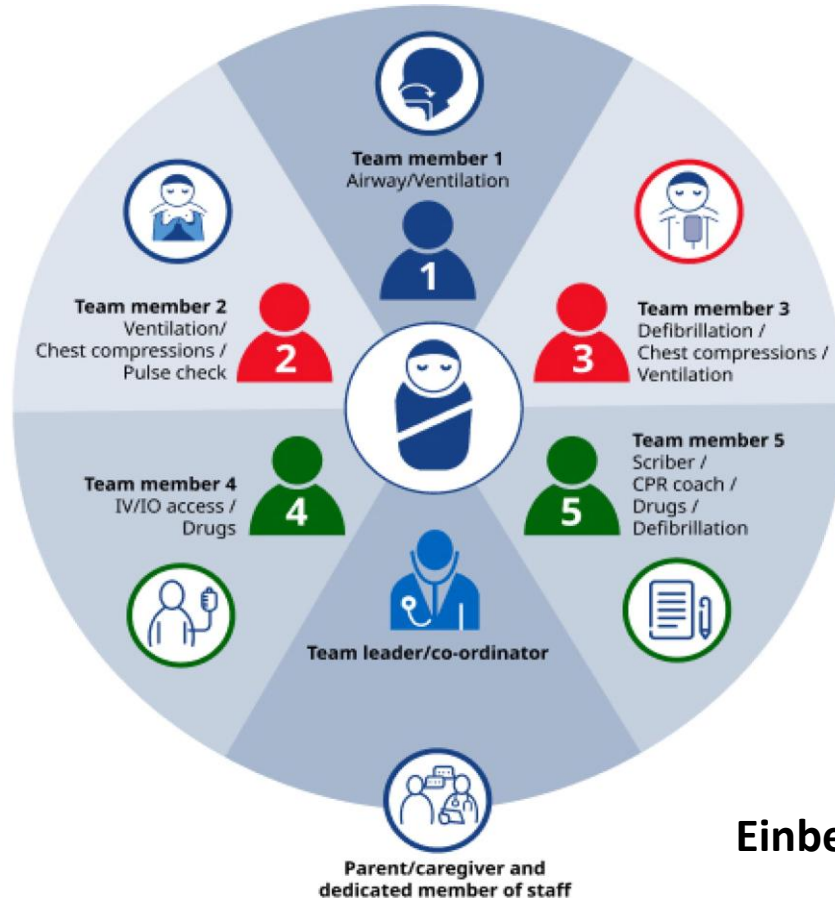 Team member 1
Airway/Ventilation
1
Team member 2
Ventilation/
Chest compressions /
Pulse check
2
Team member 3
Defibrillation /
Chest compressions /
Ventilation
3
Team member 4
IV/IO access /
Drugs
4
Team member 5
Scriber /
CPR coach /
Drugs /
Defibrillation
5
Team leader/co-ordinator
Parent/caregiver and
dedicated member of staff
Einbe